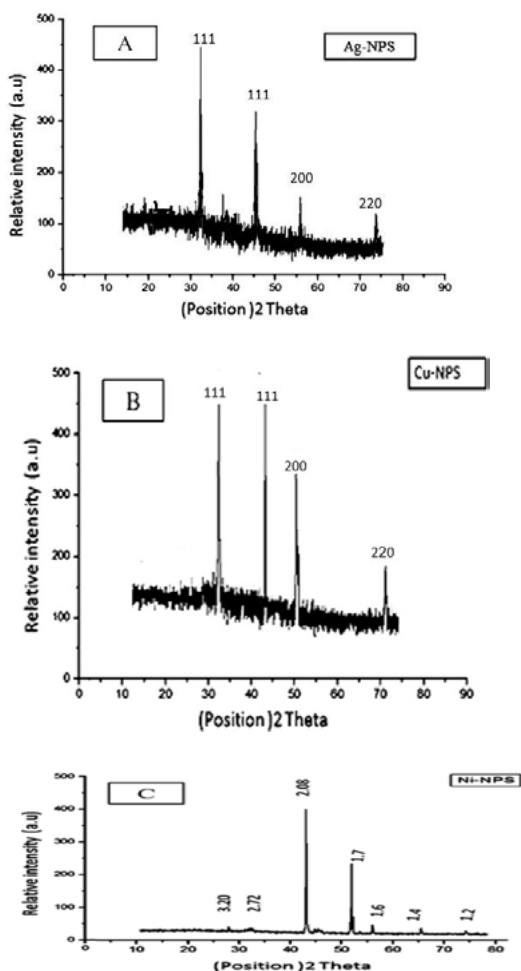 A
Ag-NPS
111
111
200
220
Relative intensity (a.u)
500
400
300
200
100
0
0 10 20 30 40 50 60 70 80 90
(Position )2 Theta
B
Cu-NPS
111
111
200
220
Relative intensity (a.u)
500
400
300
200
100
0
0 10 20 30 40 50 60 70 80 90
(Position )2 Theta
C
Ni-NPS
2.08
1.7
3.20
2.72
1.6
1.4
1.2
Relative intensity (a.u)
500
400
300
200
100
0
0 10 20 30 40 50 60 70 80
(Position )2 Theta